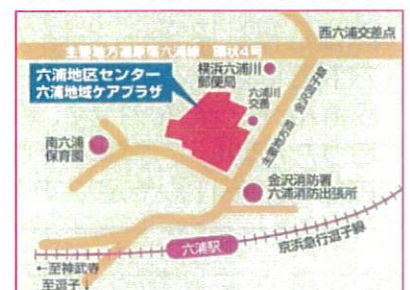 西六浦交差点
主要地方道原宿六浦線 環状4号
六浦地区センター
六浦地域ケアプラザ
横浜六浦川
郵便局
六浦川
交番
主要地方道 金沢逗子線
南六浦
保育園
金沢消防署
六浦消防出張所
六浦駅
京浜急行逗子線
←至神武寺
至逗子↓